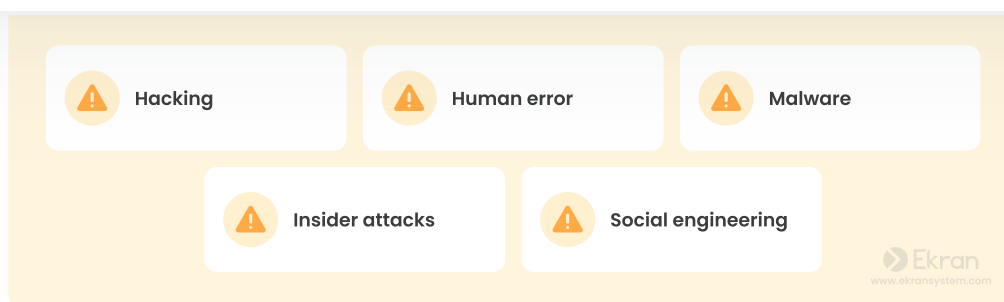 Hacking
Human error
Malware
Insider attacks
Social engineering
Ekran
www.ekransystem.com